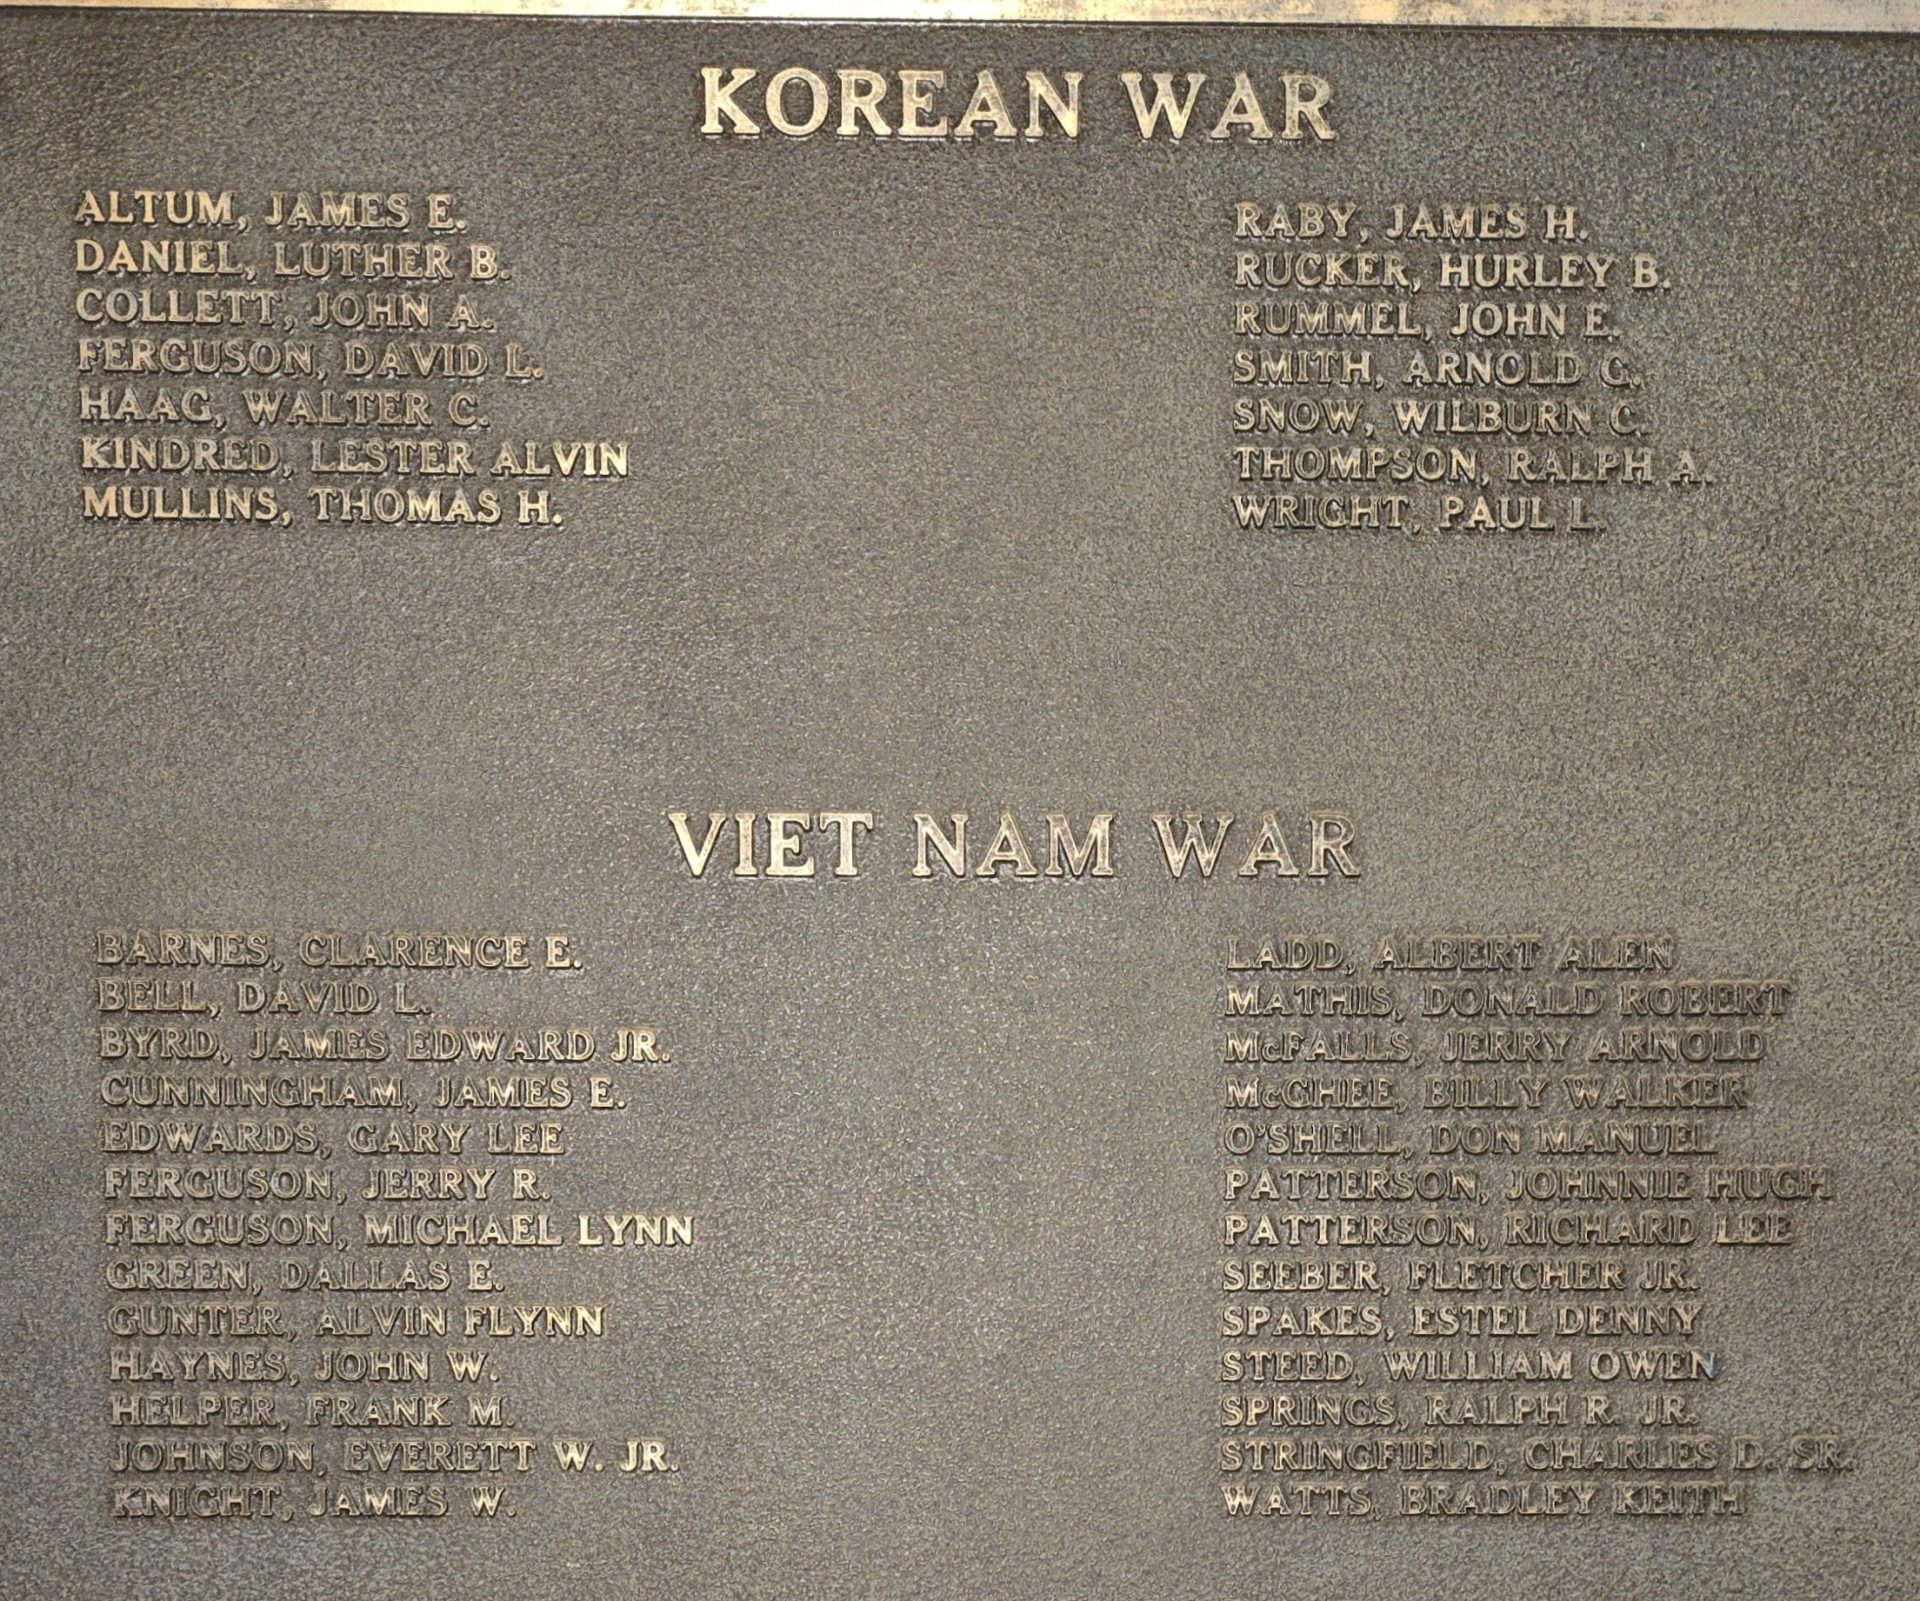 KOREAN WAR
ALTUM, JAMES E.
DANIEL, LUTHER B.
COLLETT, JOHN A.
FERGUSON, DAVID L.
HAAG, WALTER C.
KINDRED, LESTER ALVIN
MULLINS, THOMAS H.
RABY, JAMES H.
RUCKER, HURLEY B.
RUMMEL, JOHN E.
SMITH, ARNOLD G.
SNOW, WILBURN C.
THOMPSON, RALPH A.
WRIGHT, PAUL L.
VIET NAM WAR
BARNES, CLARENCE E.
BELL, DAVID L.
BYRD, JAMES EDWARD JR.
CUNNINGHAM, JAMES E.
EDWARDS, GARY LEE
FERGUSON, JERRY R.
FERGUSON, MICHAEL LYNN
GREEN, DALLAS E.
GUNTER, ALVIN FLYNN
HAYNES, JOHN W.
HELPER, FRANK M.
JOHNSON, EVERETT W. JR.
KNIGHT, JAMES W.
LADD, ALBERT ALEN
MATHIS, DONALD ROBERT
McFALLS, JERRY ARNOLD
McGHEE, BILLY WALKER
O'SHELL, DON MANUEL
PATTERSON, JOHNNIE HUGH
PATTERSON, RICHARD LEE
SEEBER, FLETCHER JR.
SPAKES, ESTEL DENNY
STEED, WILLIAM OWEN
SPRINGS, RALPH R. JR.
STRINGFIELD, CHARLES D. SR.
WATTS, BRADLEY KEITH